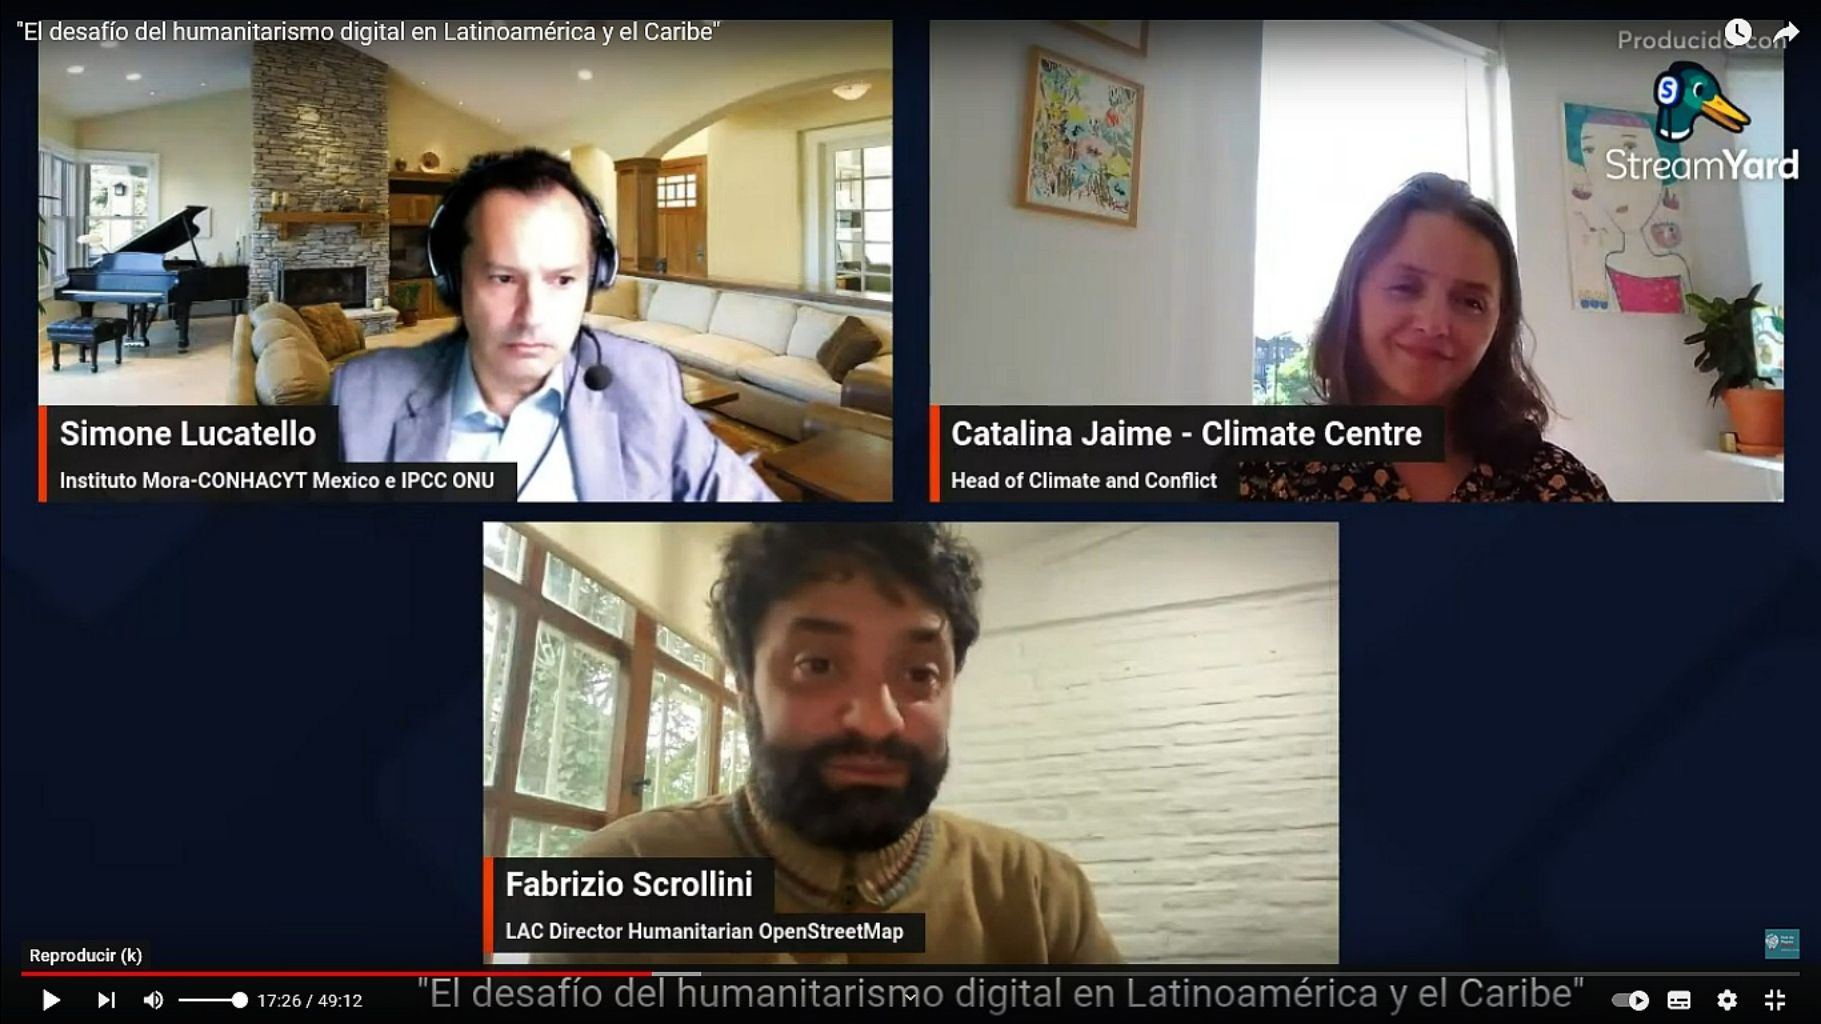 "El desafío del humanitarismo digital en Latinoamérica y el Caribe"
Producido con
S
StreamYard
Simone Lucatello
Instituto Mora-CONHACYT Mexico e IPCC ONU
Catalina Jaime - Climate Centre
Head of Climate and Conflict
Fabrizio Scrollini
LAC Director Humanitarian OpenStreetMap
Reproducir (k)
17:26 / 49:12
"El desafío del humanitarismo digital en Latinoamérica y el Caribe"